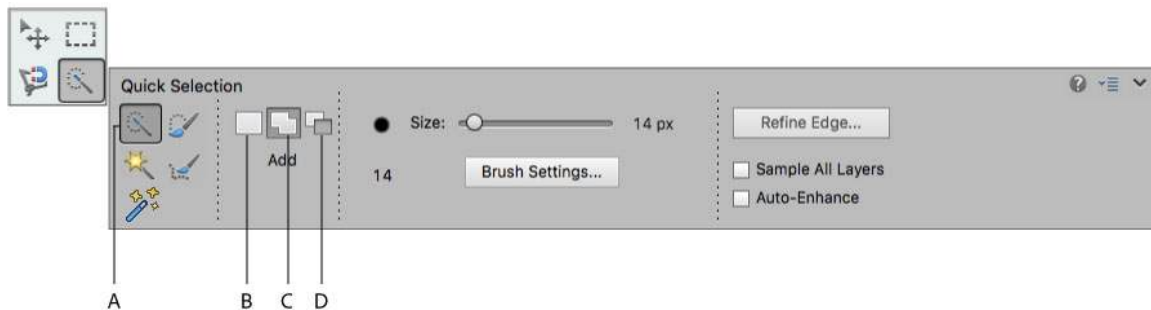 Quick Selection
Size: 14 px
Refine Edge...
Add
14
Brush Settings...
Sample All Layers
Auto-Enhance
A B C D